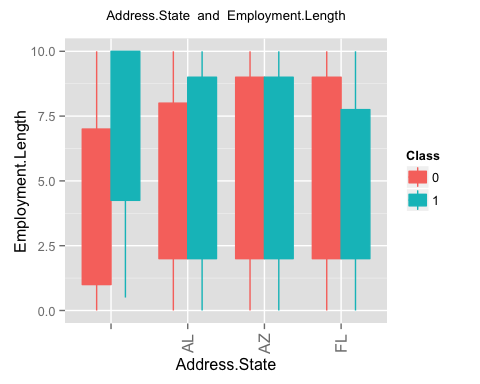 Address.State and Employment.Length
10.0
7.5
5.0
2.5
0.0
Employment.Length
AL
AZ
FL
Address.State
Class
0
1